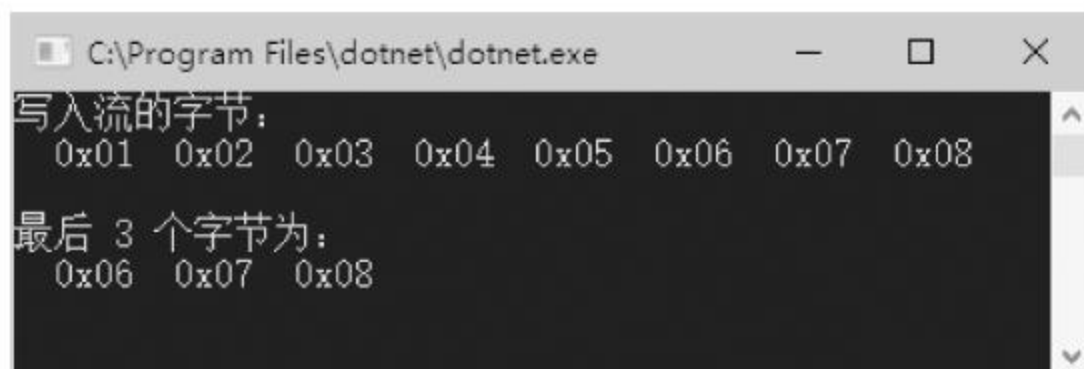 C:\Program Files\dotnet\dotnet.exe
写入流的字节：
0x01 0x02 0x03 0x04 0x05 0x06 0x07 0x08
最后 3 个字节为：
0x06 0x07 0x08